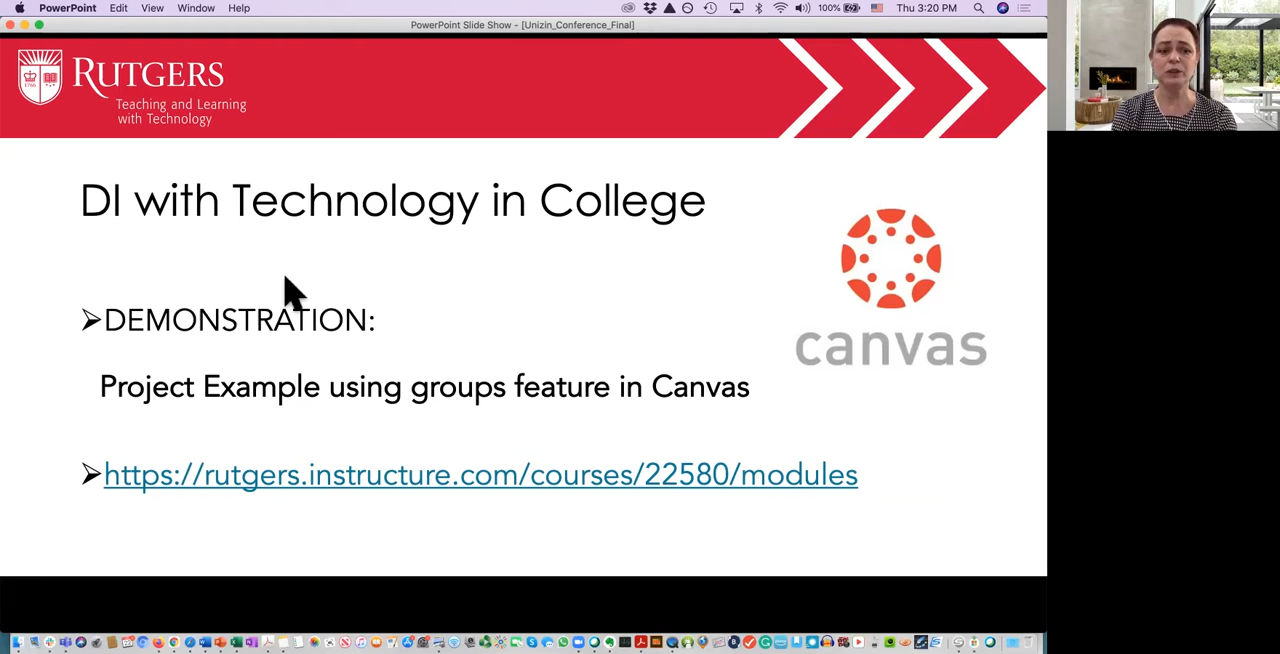 PowerPoint Edit View Window Help 100% Thu 3:20 PM
PowerPoint Slide Show - [Unizin_Conference_Final]
RUTGERS
Teaching and Learning
with Technology
1766
DI with Technology in College
➢DEMONSTRATION:
Project Example using groups feature in Canvas
canvas
➢https://rutgers.instructure.com/courses/22580/modules